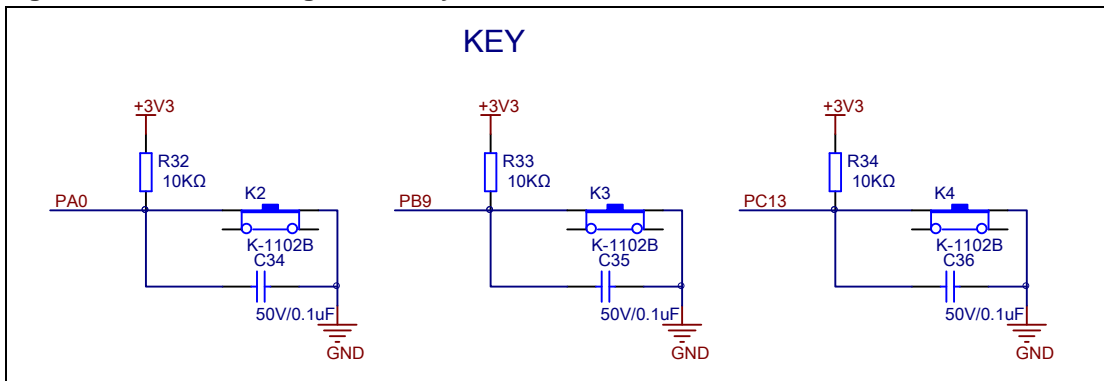 KEY
+3V3
R32
10KΩ
PA0
K2
K-1102B
C34
50V/0.1uF
GND
+3V3
R33
10KΩ
PB9
K3
K-1102B
C35
50V/0.1uF
GND
+3V3
R34
10KΩ
PC13
K4
K-1102B
C36
50V/0.1uF
GND